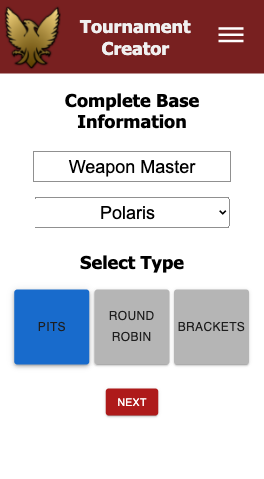 Tournament
Creator
Complete Base
Information
Weapon Master
Polaris
Select Type
PITS
ROUND
ROBIN
BRACKETS
NEXT